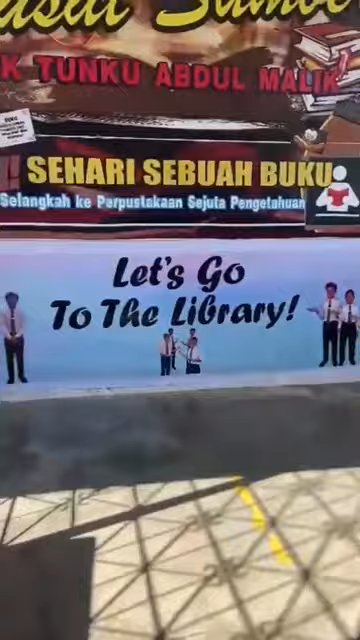 K TUNKU ABDUL MALIK
! SEHARI SEBUAH BUKU
Selangkah ke Perpustakaan Sejuta Pengetahuan
Let's Go
To The Library!